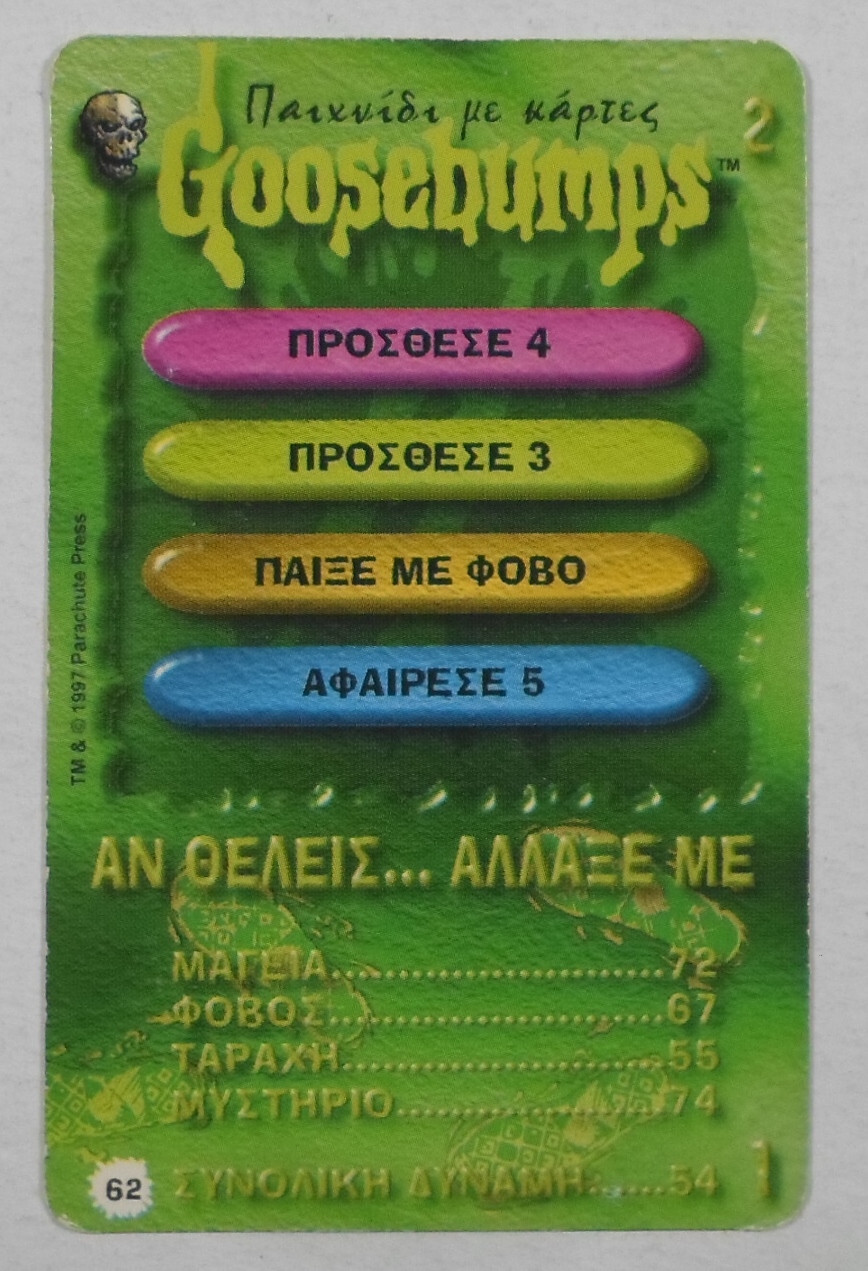 Παιχνίδι με κάρτες
2
Goosebumps™
ΠΡΟΣΘΕΣΕ 4
ΠΡΟΣΘΕΣΕ 3
ΠΑΙΞΕ ΜΕ ΦΟΒΟ
ΑΦΑΙΡΕΣΕ 5
TM & © 1997 Parachute Press
ΑΝ ΘΕΛΕΙΣ... ΑΛΛΑΞΕ ΜΕ
ΜΑΓΕΙΑ..............................72
ΦΟΒΟΣ..............................67
ΤΑΡΑΧΗ.............................55
ΜΥΣΤΗΡΙΟ........................74
62 ΣΥΝΟΛΙΚΗ ΔΥΝΑΜΗ.......54
1